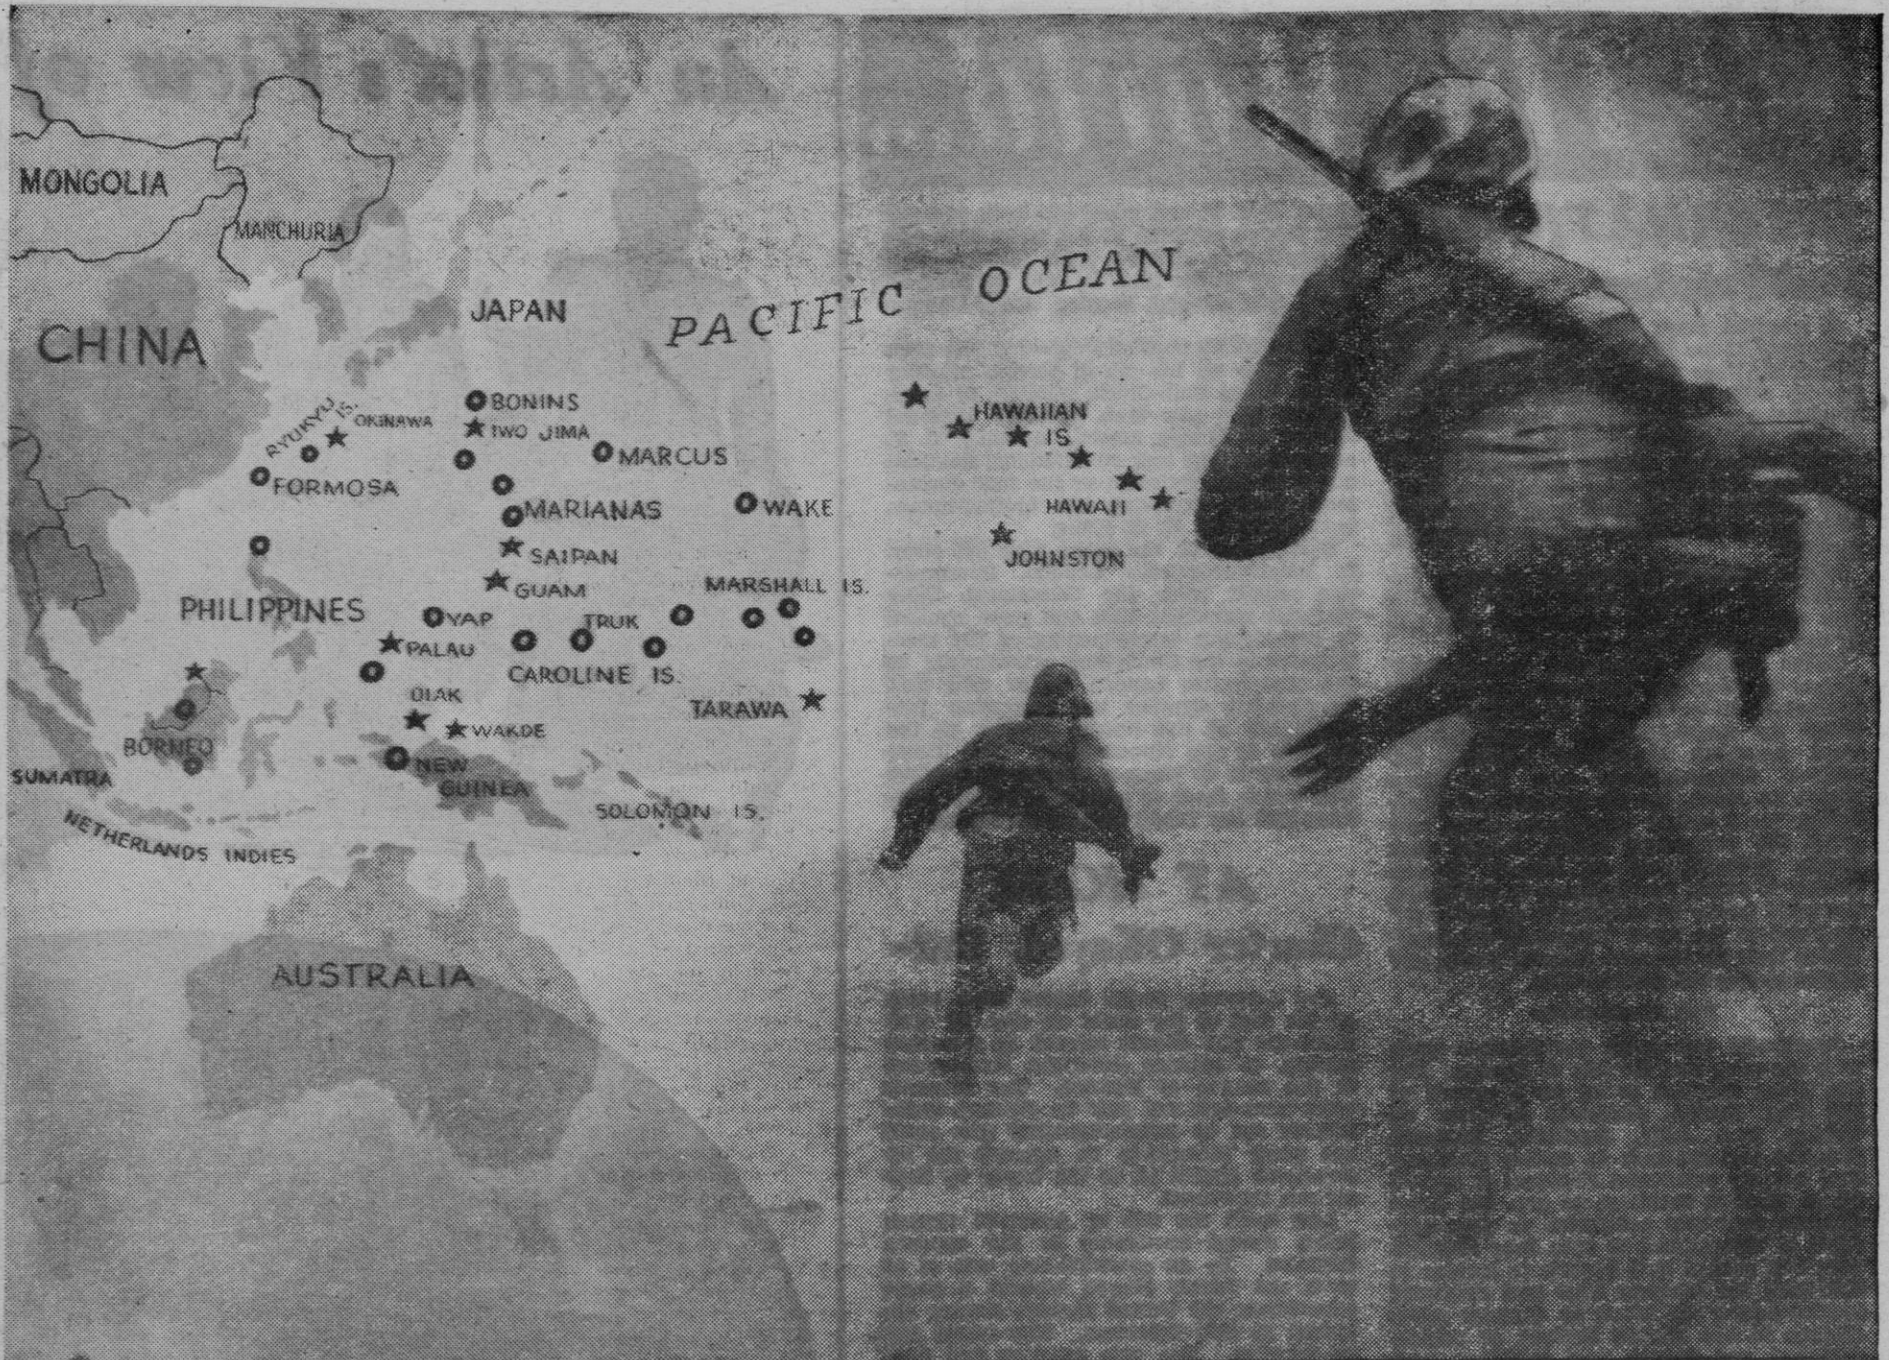 MONGOLIA
MANCHURIA
CHINA
JAPAN
PACIFIC OCEAN
RYUKYU IS.
OKINAWA
BONINS
IWO JIMA
MARCUS
FORMOSA
MARIANAS
WAKE
SAIPAN
GUAM
HAWAIIAN
IS
HAWAII
JOHNSTON
MARSHALL IS.
PHILIPPINES
YAP
TRUK
PALAU
CAROLINE IS.
OIAK
WAKDE
TARAWA
BORNEO
SUMATRA
NEW
GUINEA
SOLOMON IS.
NETHERLANDS INDIES
AUSTRALIA